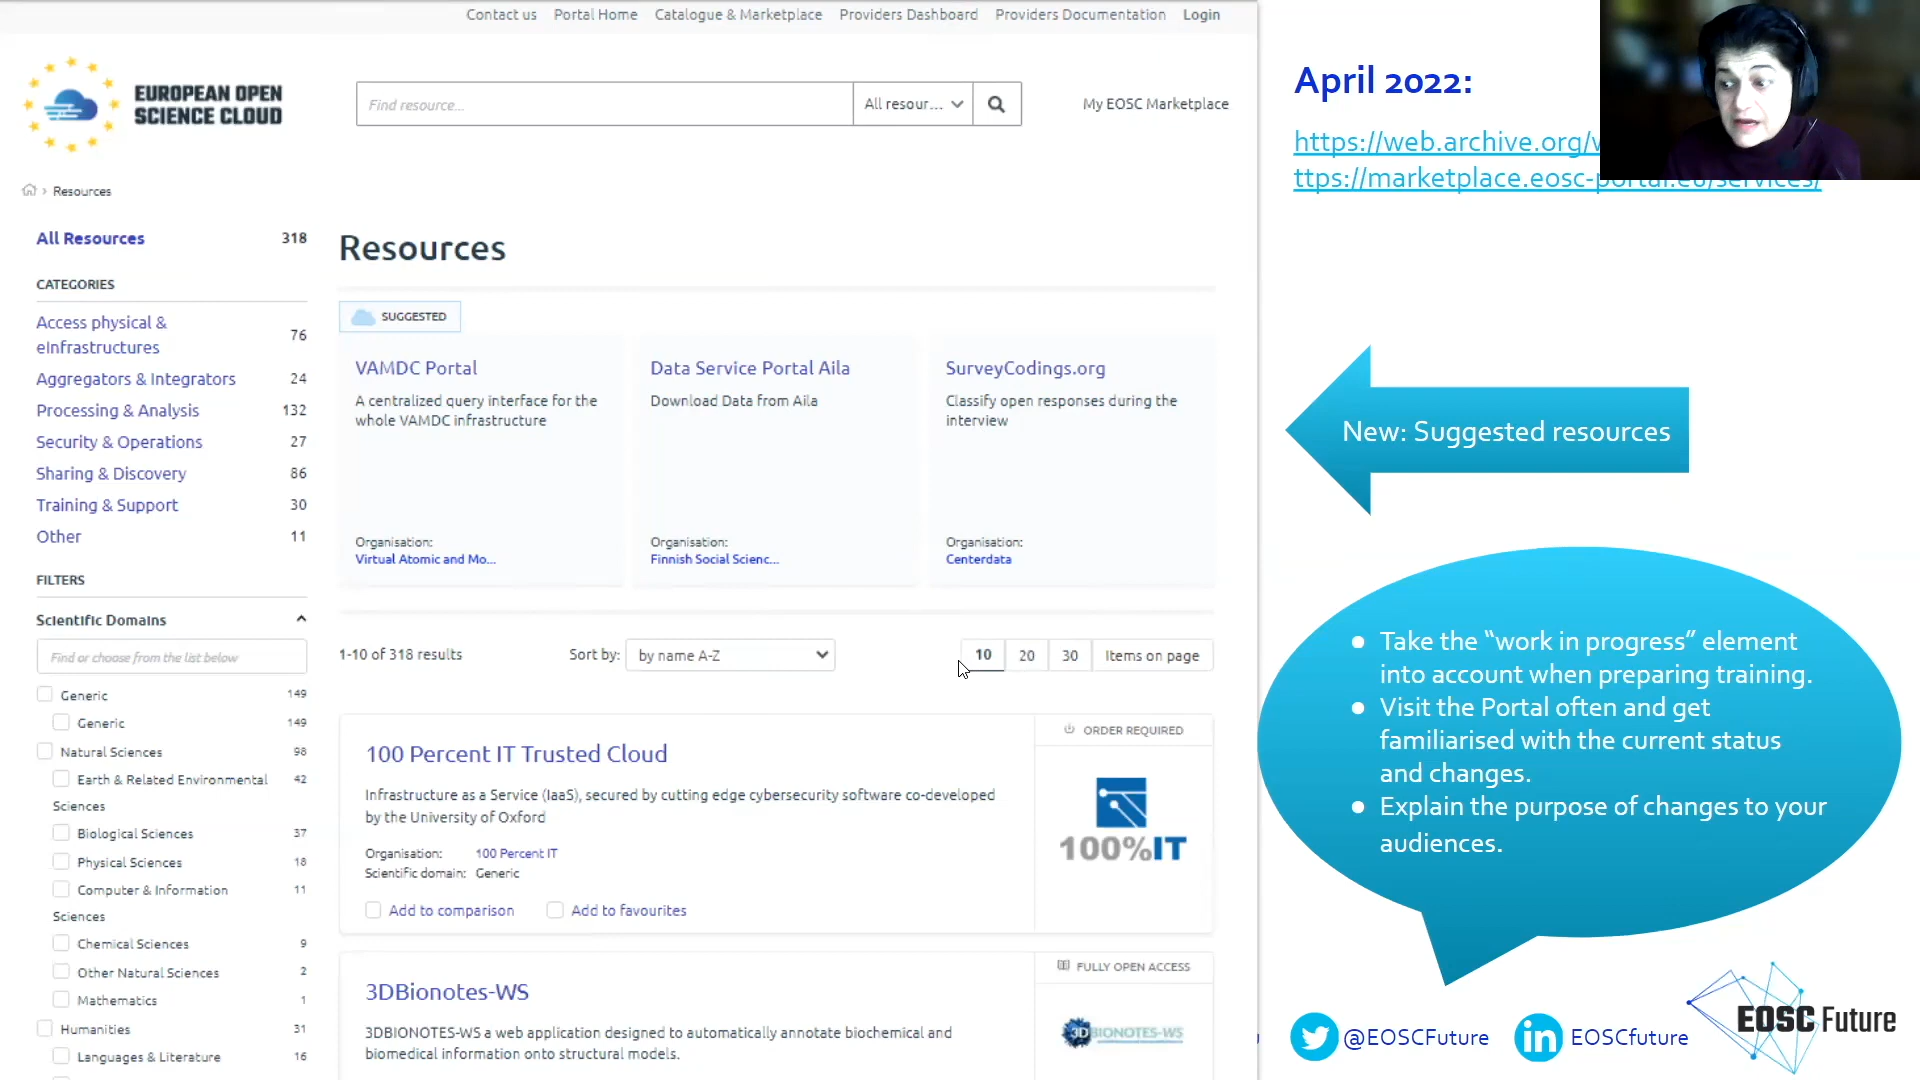 Contact us Portal Home Catalogue & Marketplace Providers Dashboard Providers Documentation Login
EUROPEAN OPEN
SCIENCE CLOUD
Find resource...
All resour...
My EOSC Marketplace
Resources
All Resources 318
CATEGORIES
Access physical &
eInfrastructures 76
Aggregators & Integrators 24
Processing & Analysis 132
Security & Operations 27
Sharing & Discovery 86
Training & Support 30
Other 11
FILTERS
Scientific Domains
Find or choose from the list below
Generic 149
Generic 149
Natural Sciences 98
Earth & Related Environmental 42
Sciences
Biological Sciences 37
Physical Sciences 18
Computer & Information 11
Sciences
Chemical Sciences 9
Other Natural Sciences 2
Mathematics 1
Humanities 31
Languages & Literature 16
Resources
SUGGESTED
VAMDC Portal
A centralized query interface for the
whole VAMDC infrastructure
Organisation:
Virtual Atomic and Mo...
Data Service Portal Aila
Download Data from Aila
Organisation:
Finnish Social Scienc...
SurveyCodings.org
Classify open responses during the
interview
Organisation:
Centerdata
1-10 of 318 results
Sort by: by name A-Z
10 20 30 Items on page
100 Percent IT Trusted Cloud
Infrastructure as a Service (IaaS), secured by cutting edge cybersecurity software co-developed
by the University of Oxford
Organisation: 100 Percent IT
Scientific domain: Generic
Add to comparison Add to favourites
ORDER REQUIRED
100%IT
3DBionotes-WS
3DBIONOTES-WS a web application designed to automatically annotate biochemical and
biomedical information onto structural models.
FULLY OPEN ACCESS
3DBIONOTES-WS
April 2022:
https://web.archive.org/
ttps://marketplace.eosc-portal.eu/services/
New: Suggested resources
• Take the “work in progress” element
into account when preparing training.
• Visit the Portal often and get
familiarised with the current status
and changes.
• Explain the purpose of changes to your
audiences.
@EOSCFuture
in EOSCfuture
EOSC Future